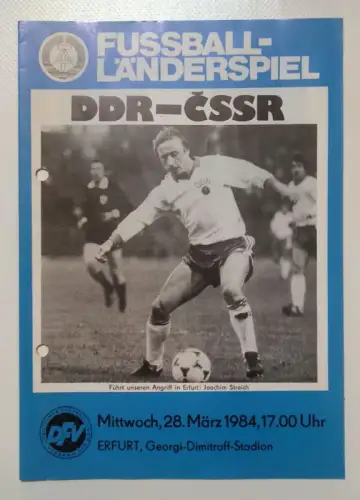 FUSSBALL-
LÄNDERSPIEL
DDR–ČSSR
Führt unseren Angriff in Erfurt: Joachim Streich
DFV
Mittwoch, 28. März 1984, 17.00 Uhr
ERFURT, Georgi-Dimitroff-Stadion